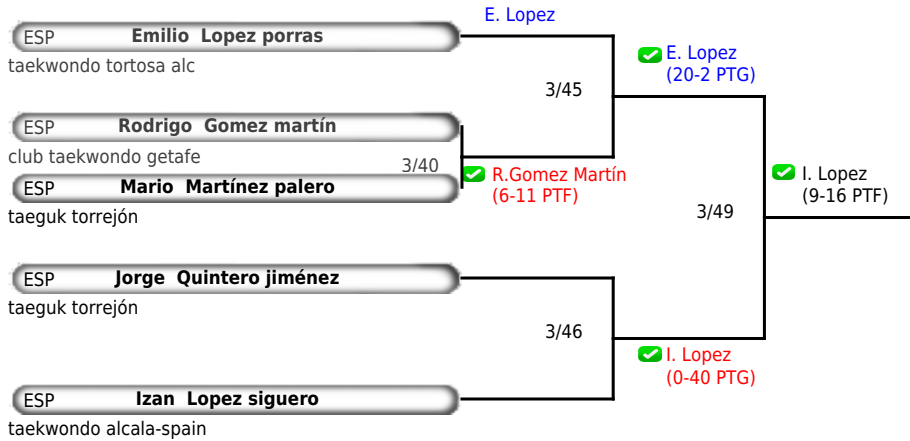 E. Lopez
ESP Emilio Lopez porras
taekwondo tortosa alc
E. Lopez
(20-2 PTG)
3/45
ESP Rodrigo Gomez martín
club taekwondo getafe
3/40
R.Gomez Martín
(6-11 PTF)
ESP Mario Martínez palero
taeguk torrejón
I. Lopez
(9-16 PTF)
3/49
ESP Jorge Quintero jiménez
taeguk torrejón
3/46
I. Lopez
(0-40 PTG)
ESP Izan Lopez siguero
taekwondo alcala-spain